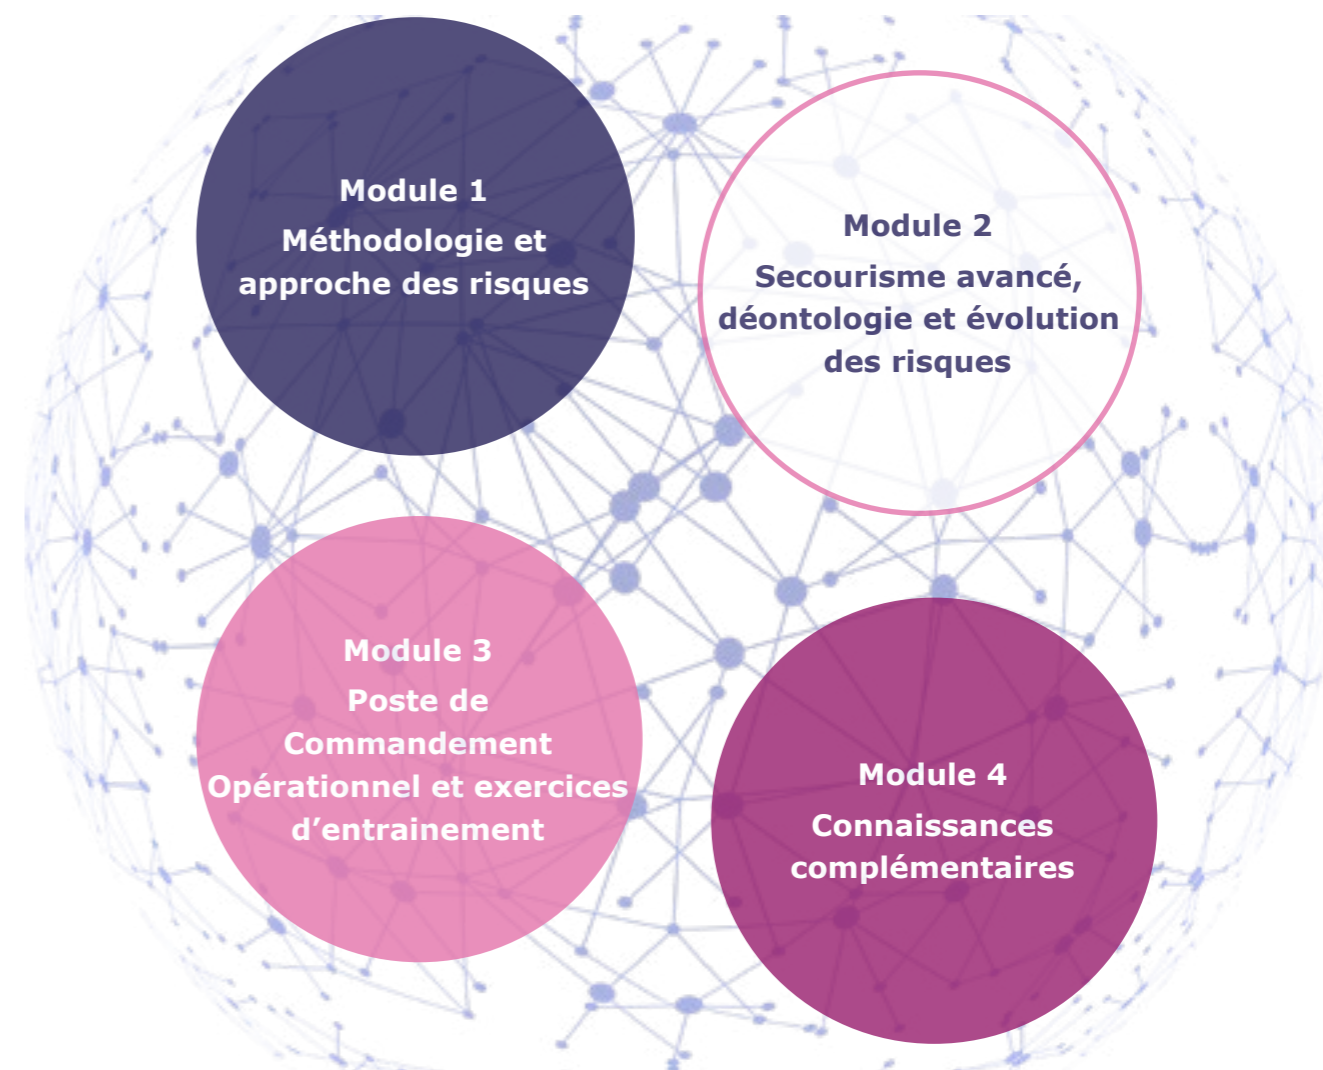 Module 1
Méthodologie et
approche des risques
Module 2
Secourisme avancé,
déontologie et évolution
des risques
Module 3
Poste de
Commandement
Opérationnel et exercices
d’entrainement
Module 4
Connaissances
complémentaires